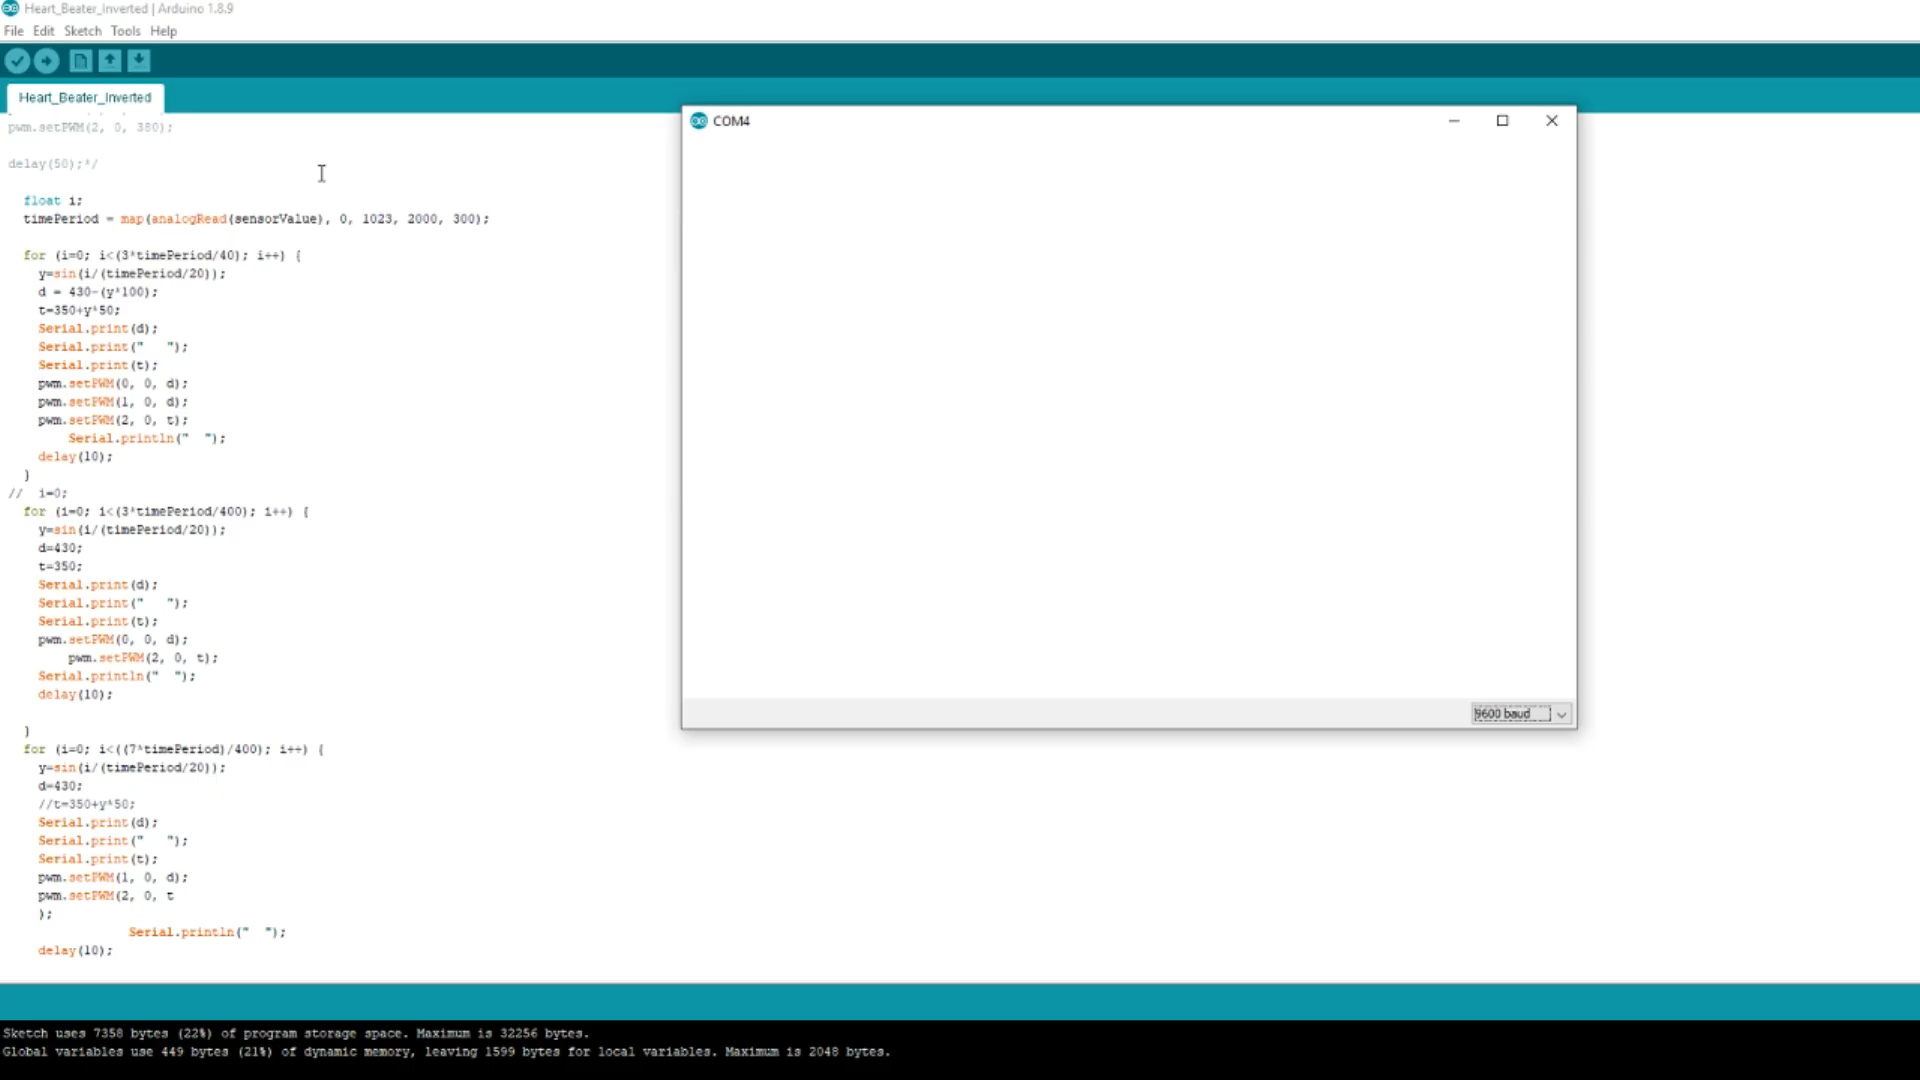 Heart_Beater_Inverted | Arduino 1.8.9
File Edit Sketch Tools Help
Heart_Beater_Inverted
pwm.setPWM(2, 0, 380);
delay(50);*/
float i;
timePeriod = map(analogRead(sensorValue), 0, 1023, 2000, 300);
for (i=0; i<(3*timePeriod/40); i++) {
y=sin(i/(timePeriod/20));
d = 430-(y*100);
t=350+y*50;
Serial.print(d);
Serial.print("   ");
Serial.print(t);
pwm.setPWM(0, 0, d);
pwm.setPWM(1, 0, d);
pwm.setPWM(2, 0, t);
Serial.println("  ");
delay(10);
}
//  i=0;
for (i=0; i<(3*timePeriod/400); i++) {
y=sin(i/(timePeriod/20));
d=430;
t=350;
Serial.print(d);
Serial.print("   ");
Serial.print(t);
pwm.setPWM(0, 0, d);
pwm.setPWM(2, 0, t);
Serial.println("  ");
delay(10);
}
for (i=0; i<((7*timePeriod)/400); i++) {
y=sin(i/(timePeriod/20));
d=430;
//t=350+y*50;
Serial.print(d);
Serial.print("   ");
Serial.print(t);
pwm.setPWM(1, 0, d);
pwm.setPWM(2, 0, t
);
Serial.println("  ");
delay(10);
COM4
9600 baud
Sketch uses 7358 bytes (22%) of program storage space. Maximum is 32256 bytes.
Global variables use 449 bytes (21%) of dynamic memory, leaving 1599 bytes for local variables. Maximum is 2048 bytes.